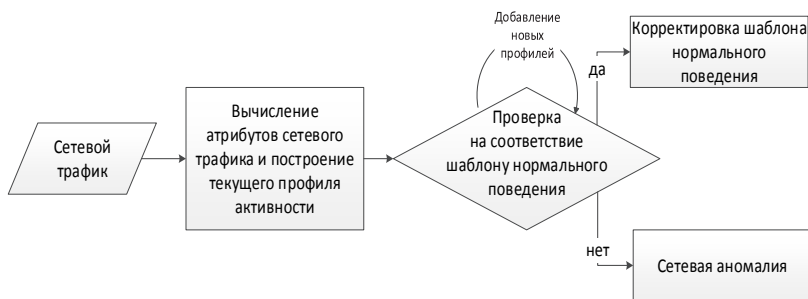 Сетевой
трафик
Вычисление
атрибутов сетевого
трафика и построение
текущего профиля
активности
Добавление
новых
профилей
Проверка
на соответствие
шаблону нормального
поведения
да
Корректировка шаблона
нормального
поведения
нет
Сетевая аномалия